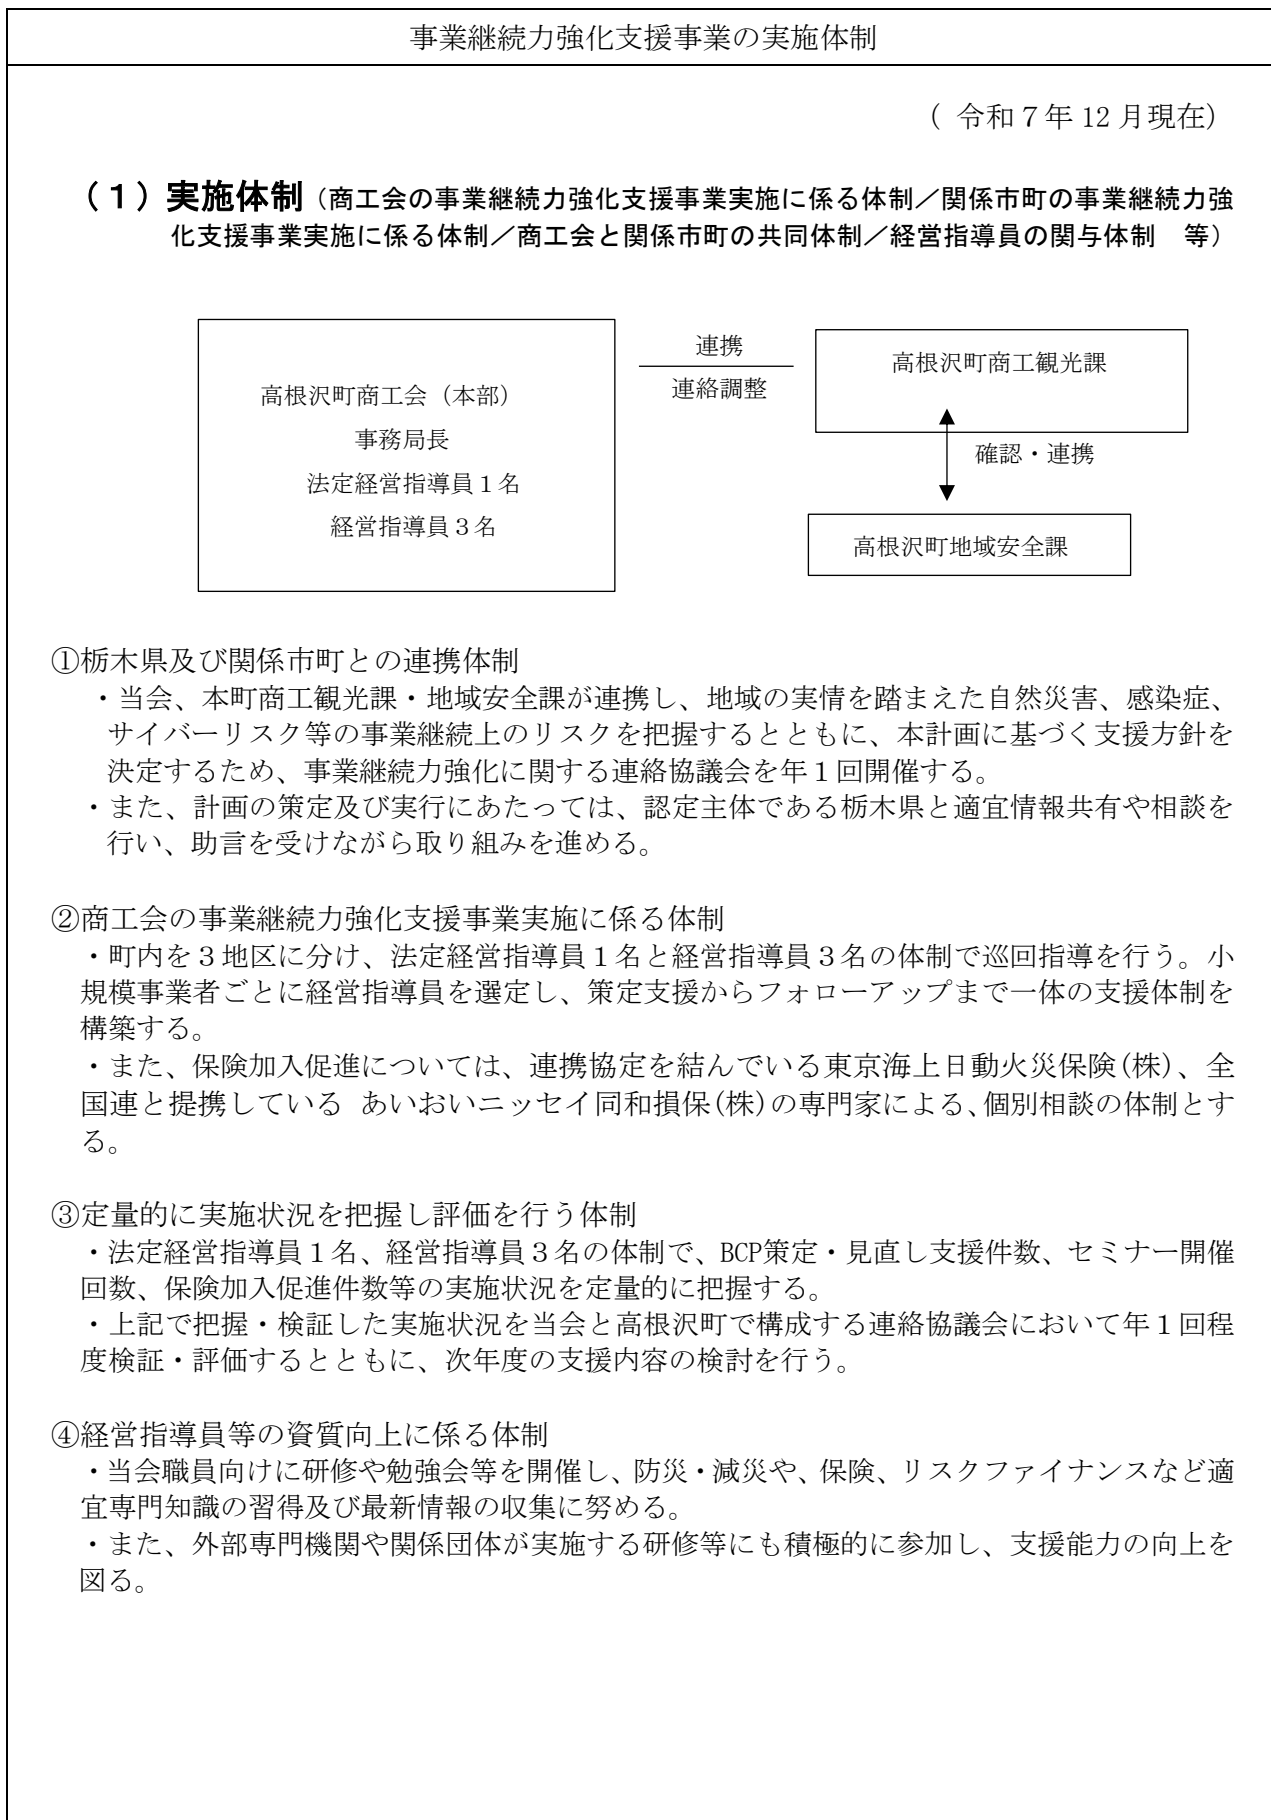 事業継続力強化支援事業の実施体制
（ 令和７年 12 月現在）
（１）実施体制（商工会の事業継続力強化支援事業実施に係る体制／関係市町の事業継続力強
化支援事業実施に係る体制／商工会と関係市町の共同体制／経営指導員の関与体制　等）
高根沢町商工会（本部）
事務局長
法定経営指導員１名
経営指導員３名
連携
連絡調整
高根沢町商工観光課
確認・連携
高根沢町地域安全課
①栃木県及び関係市町との連携体制
・当会、本町商工観光課・地域安全課が連携し、地域の実情を踏まえた自然災害、感染症、
サイバーリスク等の事業継続上のリスクを把握するとともに、本計画に基づく支援方針を
決定するため、事業継続力強化に関する連絡協議会を年１回開催する。
・また、計画の策定及び実行にあたっては、認定主体である栃木県と適宜情報共有や相談を
行い、助言を受けながら取り組みを進める。
②商工会の事業継続力強化支援事業実施に係る体制
・町内を３地区に分け、法定経営指導員１名と経営指導員３名の体制で巡回指導を行う。小
規模事業者ごとに経営指導員を選定し、策定支援からフォローアップまで一体の支援体制を
構築する。
・また、保険加入促進については、連携協定を結んでいる東京海上日動火災保険(株)、全
国連と提携している あいおいニッセイ同和損保(株)の専門家による、個別相談の体制とす
る。
③定量的に実施状況を把握し評価を行う体制
・法定経営指導員１名、経営指導員３名の体制で、BCP策定・見直し支援件数、セミナー開催
回数、保険加入促進件数等の実施状況を定量的に把握する。
・上記で把握・検証した実施状況を当会と高根沢町で構成する連絡協議会において年１回程
度検証・評価するとともに、次年度の支援内容の検討を行う。
④経営指導員等の資質向上に係る体制
・当会職員向けに研修や勉強会等を開催し、防災・減災や、保険、リスクファイナンスなど適
宜専門知識の習得及び最新情報の収集に努める。
・また、外部専門機関や関係団体が実施する研修等にも積極的に参加し、支援能力の向上を
図る。